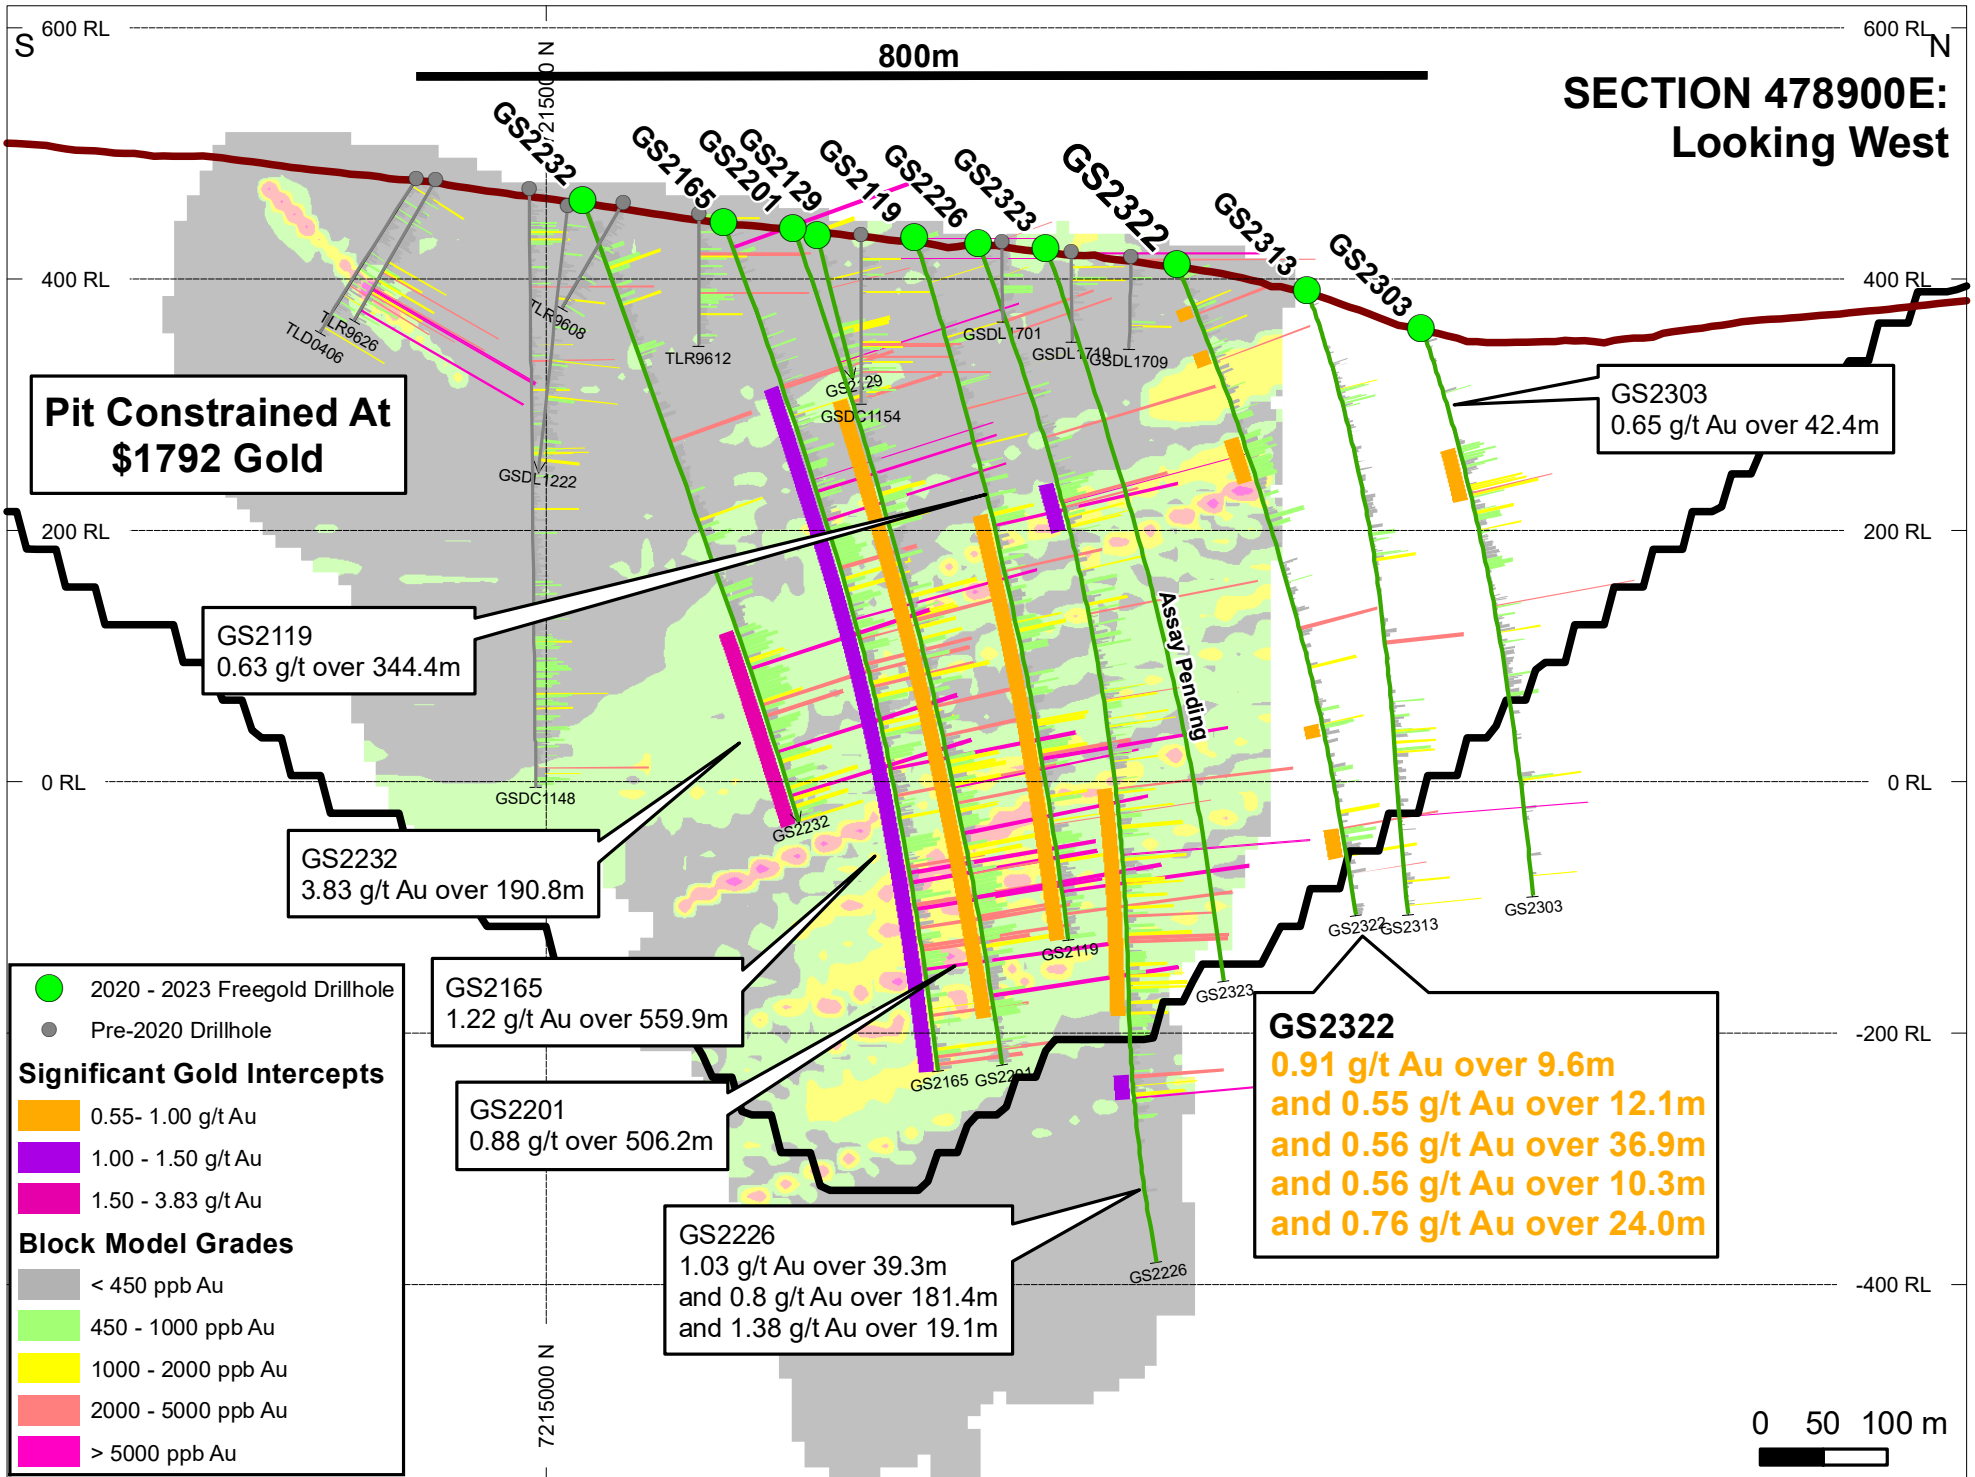 600 RL
600 RL
S
N
7215000 N
800m
SECTION 478900E:
Looking West
GS2232
GS2165
GS2201
GS2129
GS2119
GS2226
GS2323
GS2322
GS2313
GS2303
400 RL
400 RL
TLD0406
TLR9626
TLR9608
TLR9612
GSDL1701
GSDL1710
GSDL1709
GS2129
GSDC1154
Pit Constrained At
$1792 Gold
GS2303
0.65 g/t Au over 42.4m
GSDL1222
200 RL
200 RL
GS2119
0.63 g/t over 344.4m
Assay Pending
0 RL
0 RL
GSDC1148
GS2232
GS2232
3.83 g/t Au over 190.8m
GS2322
GS2313
GS2303
GS2119
GS2323
GS2165
1.22 g/t Au over 559.9m
-200 RL
GS2165
GS2201
GS2201
0.88 g/t over 506.2m
GS2322
0.91 g/t Au over 9.6m
and 0.55 g/t Au over 12.1m
and 0.56 g/t Au over 36.9m
and 0.56 g/t Au over 10.3m
and 0.76 g/t Au over 24.0m
GS2226
1.03 g/t Au over 39.3m
and 0.8 g/t Au over 181.4m
and 1.38 g/t Au over 19.1m
GS2226
-400 RL
7215000 N
2020 - 2023 Freegold Drillhole
Pre-2020 Drillhole
Significant Gold Intercepts
0.55- 1.00 g/t Au
1.00 - 1.50 g/t Au
1.50 - 3.83 g/t Au
Block Model Grades
< 450 ppb Au
450 - 1000 ppb Au
1000 - 2000 ppb Au
2000 - 5000 ppb Au
> 5000 ppb Au
0 50 100 m